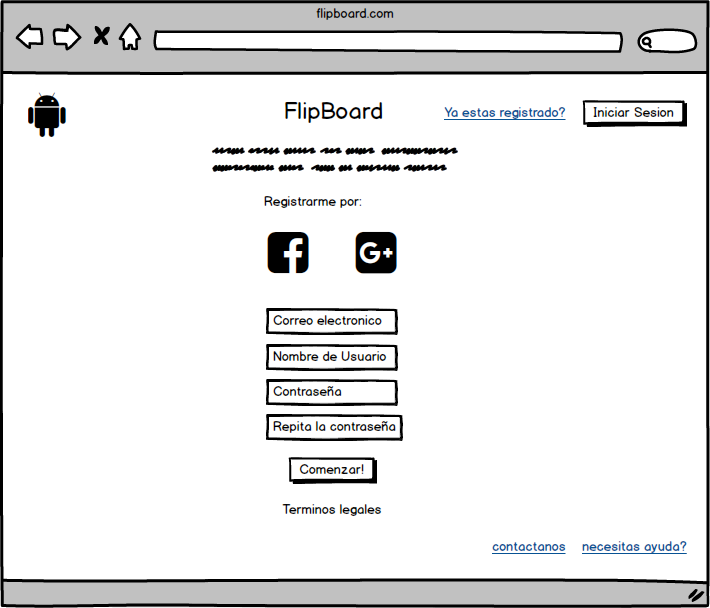 flipboard.com
FlipBoard
Ya estas registrado?
Iniciar Sesion
Registrarme por:
G+
Correo electronico
Nombre de Usuario
Contraseña
Repita la contraseña
Comenzar!
Terminos legales
contactanos
necesitas ayuda?